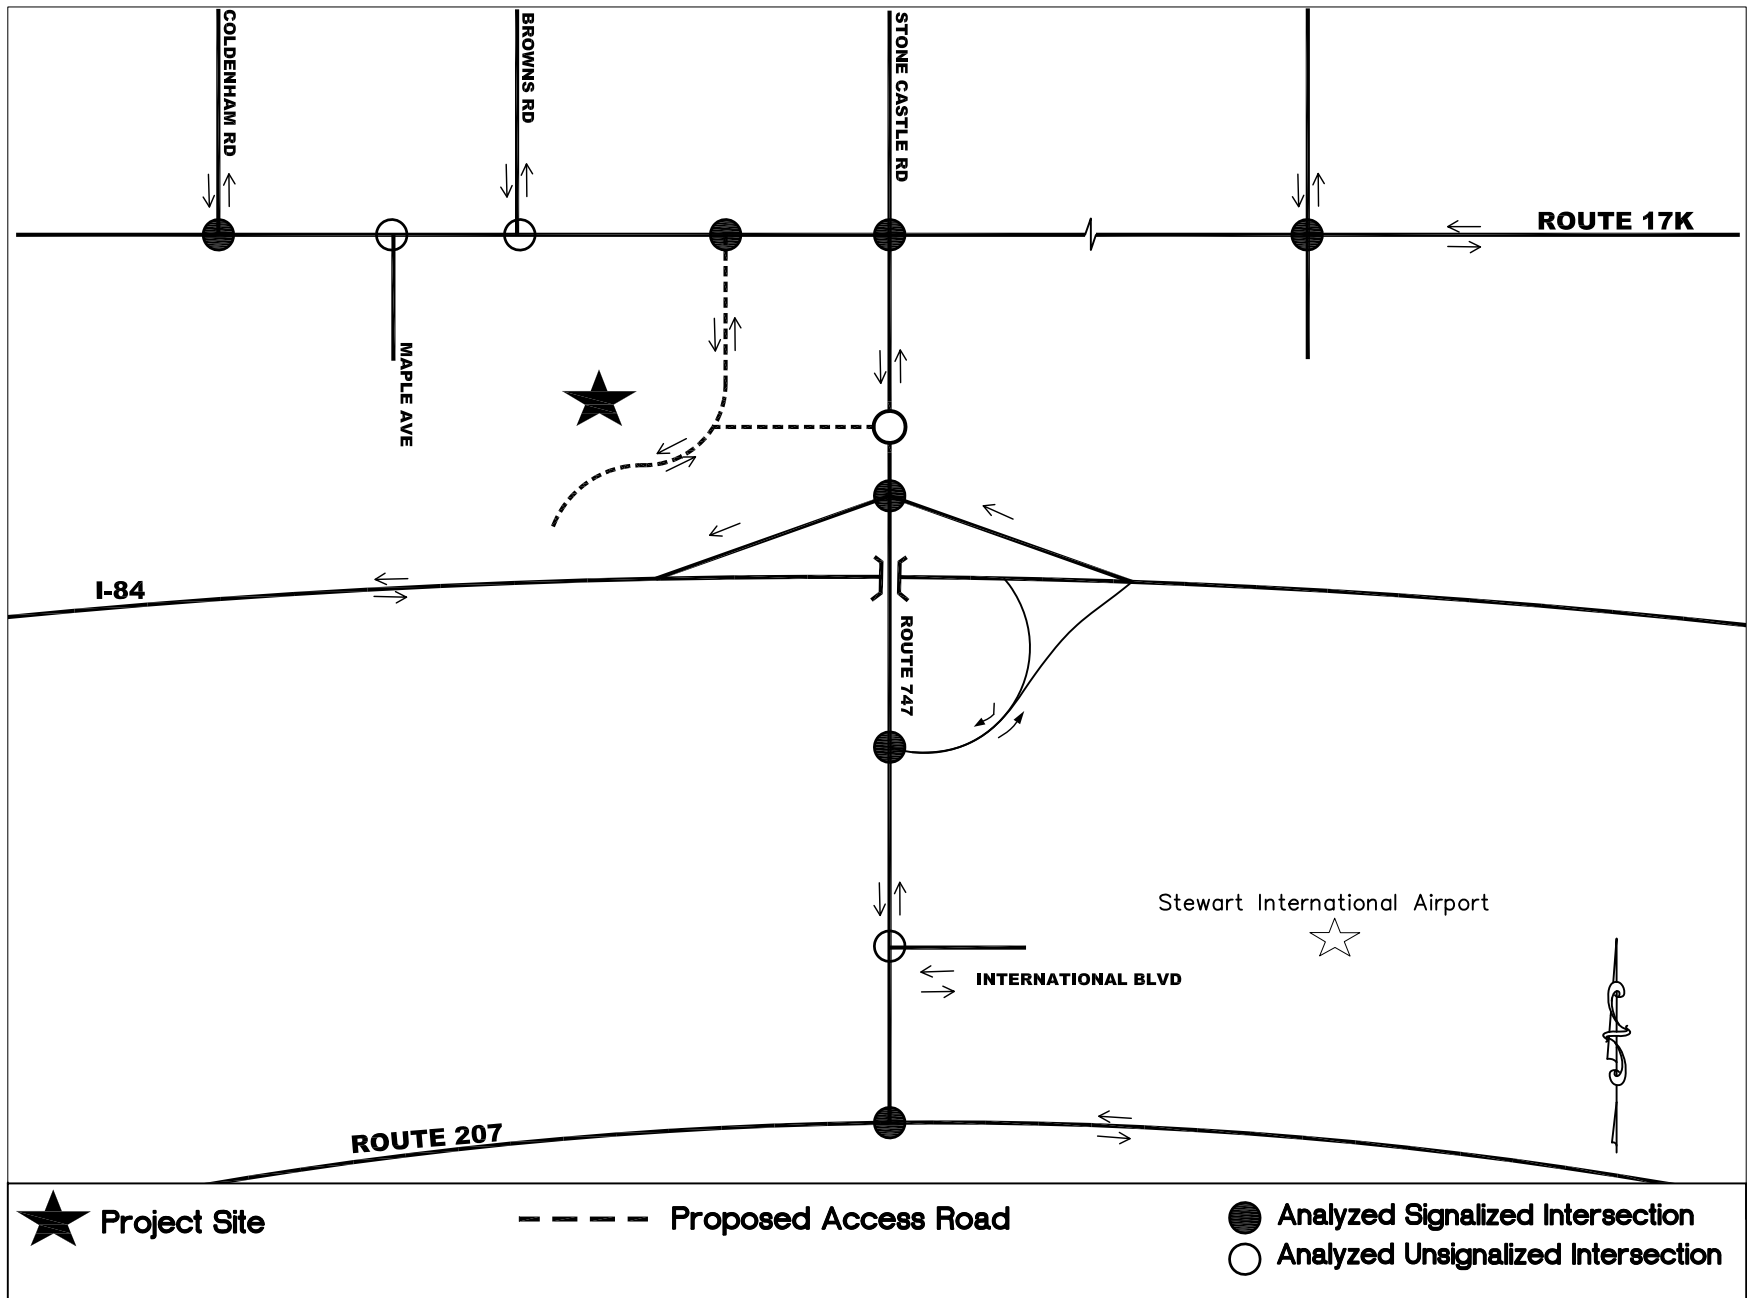 COLDENHAM RD
BROWNS RD
STONE CASTLE RD
ROUTE 17K
MAPLE AVE
I-84
ROUTE 747
Stewart International Airport
INTERNATIONAL BLVD
ROUTE 207
Project Site
Proposed Access Road
Analyzed Signalized Intersection
Analyzed Unsignalized Intersection